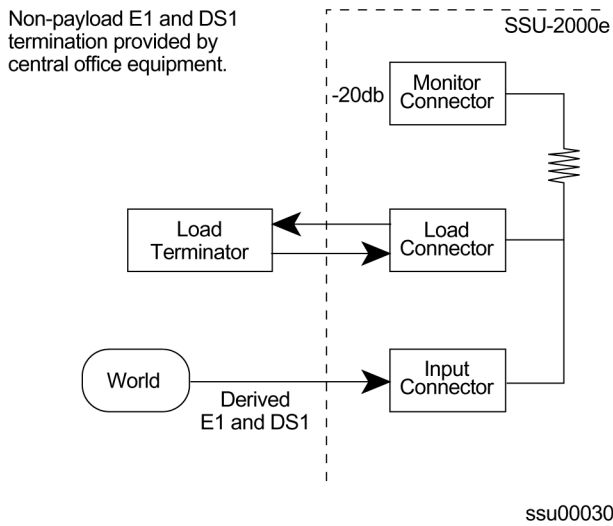 Non-payload E1 and DS1
termination provided by
central office equipment.
SSU-2000e
-20db
Monitor
Connector
Load
Terminator
Load
Connector
World
Derived
E1 and DS1
Input
Connector
ssu00030